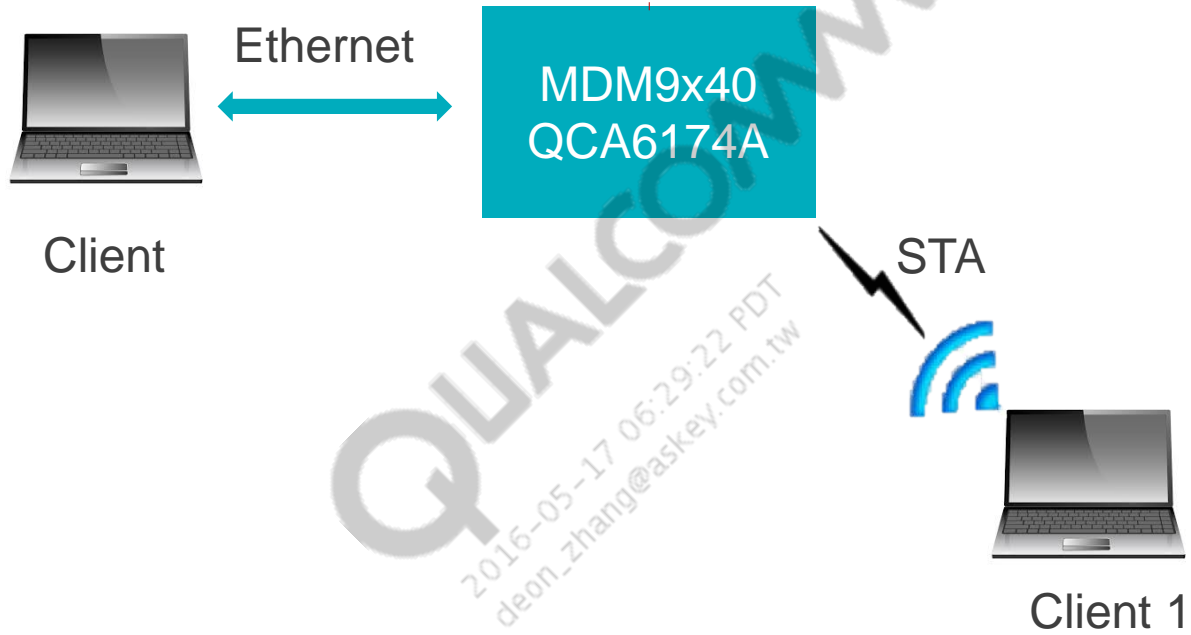 Ethernet
MDM9x40
QCA6174A
Client
STA
Client 1
QUALCOMM
2016-05-17 06:29:22 PDT
deon_zhang@askey.com.tw